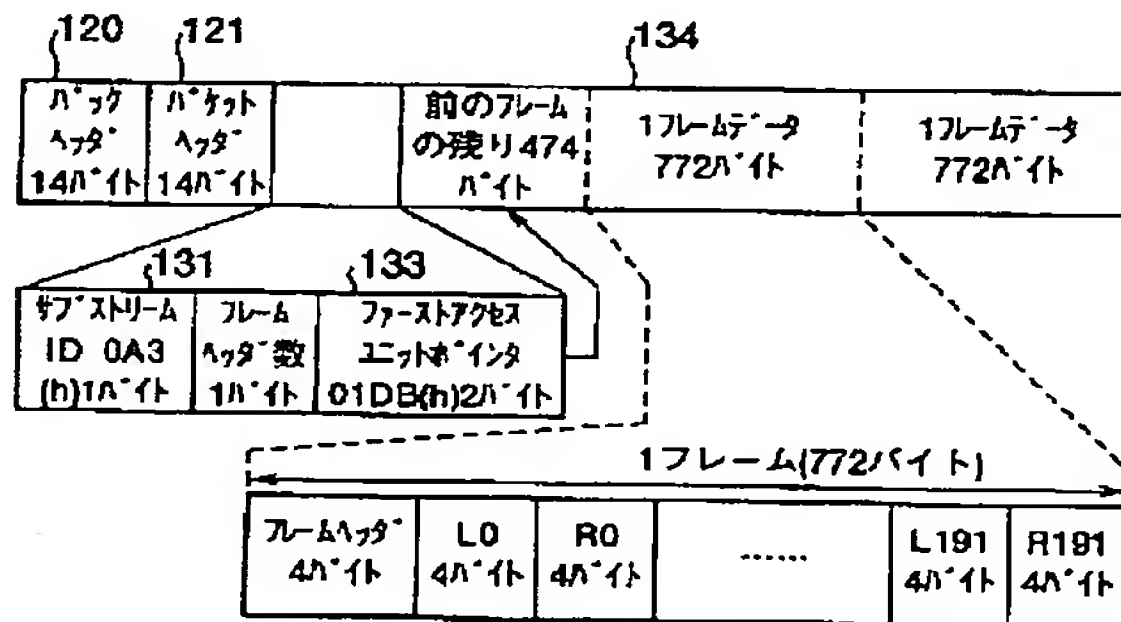 120
121
134
パック
ヘッダ
14バイト
パケット
ヘッダ
14バイト
前のフレーム
の残り474
バイト
1フレームデータ
772バイト
1フレームデータ
772バイト
131
133
サブストリーム
ID 0A3
(h)1バイト
フレーム
ヘッダ数
1バイト
ファーストアクセス
ユニットポインタ
01DB(h)2バイト
1フレーム(772バイト)
フレームヘッダ
4バイト
L0
4バイト
R0
4バイト
……
L191
4バイト
R191
4バイト